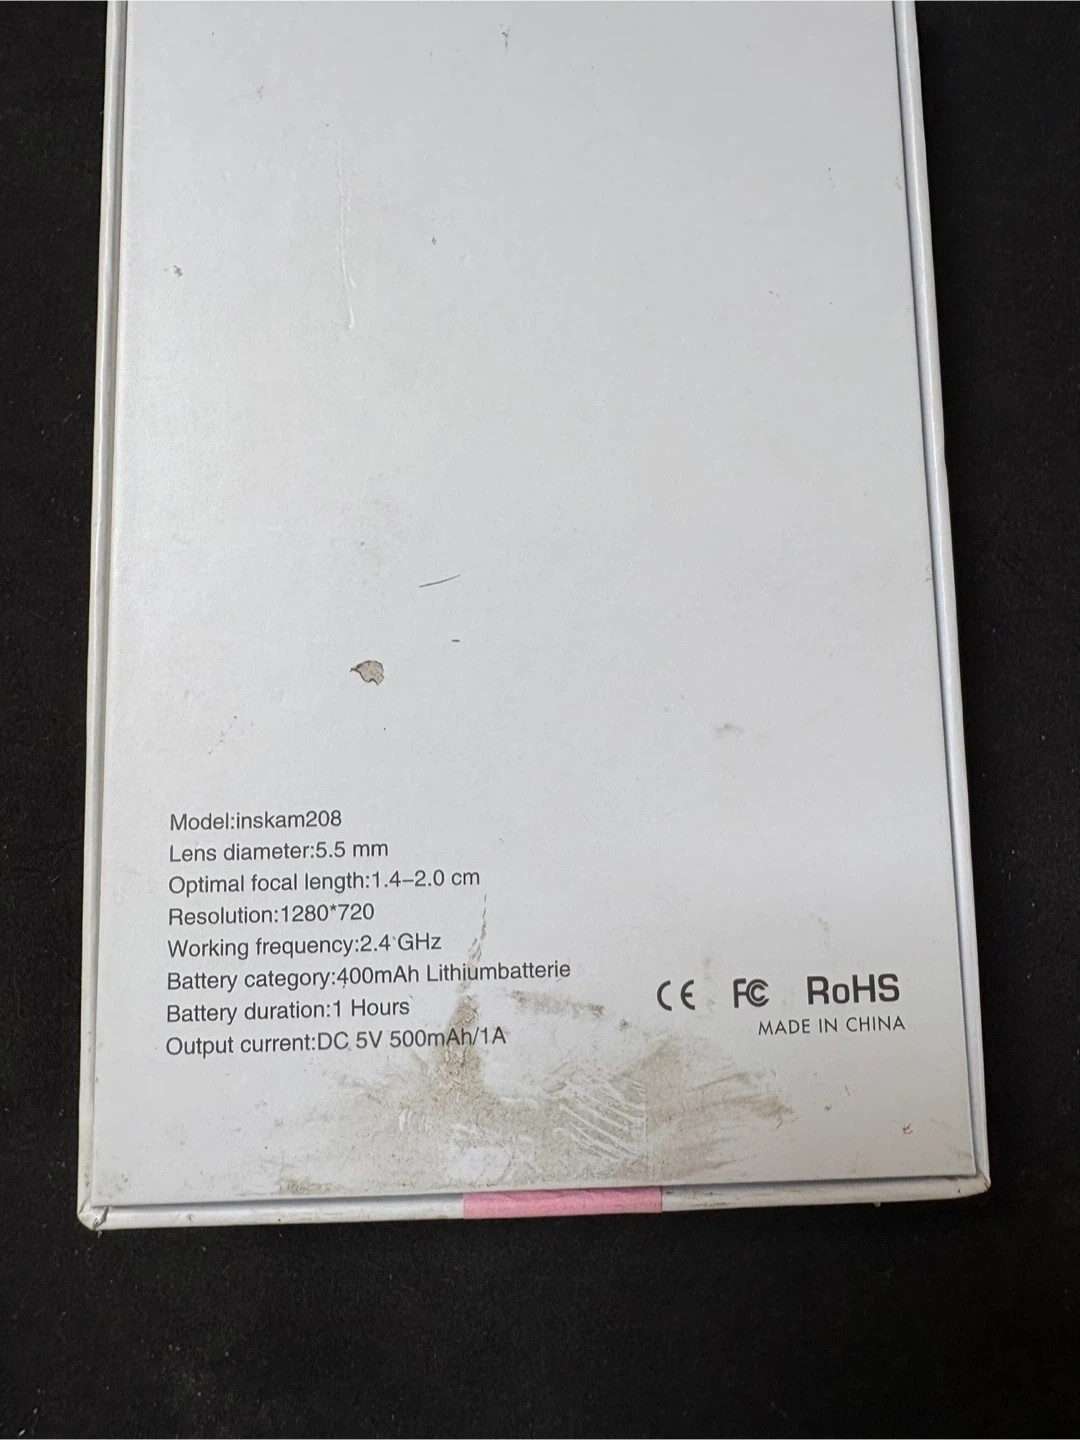 Model:inskam208
Lens diameter:5.5 mm
Optimal focal length:1.4–2.0 cm
Resolution:1280*720
Working frequency:2.4 GHz
Battery category:400mAh Lithiumbatterie
Battery duration:1 Hours
Output current:DC 5V 500mAh/1A
CE FC RoHS
MADE IN CHINA